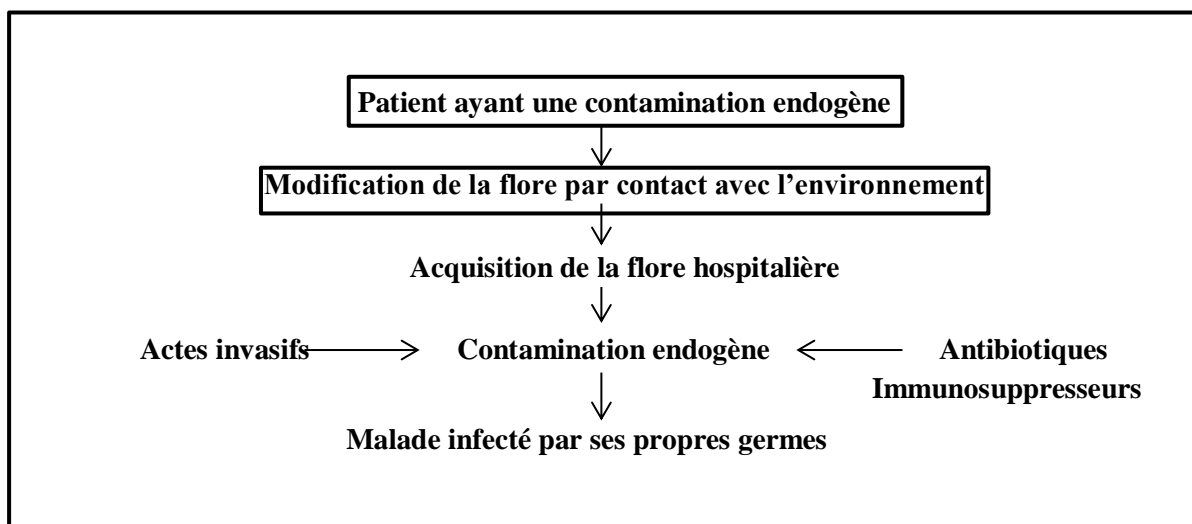 Patient ayant une contamination endogène
Modification de la flore par contact avec l'environnement
Acquisition de la flore hospitalière
Actes invasifs Contamination endogène Antibiotiques
Immunosuppresseurs
Malade infecté par ses propres germes